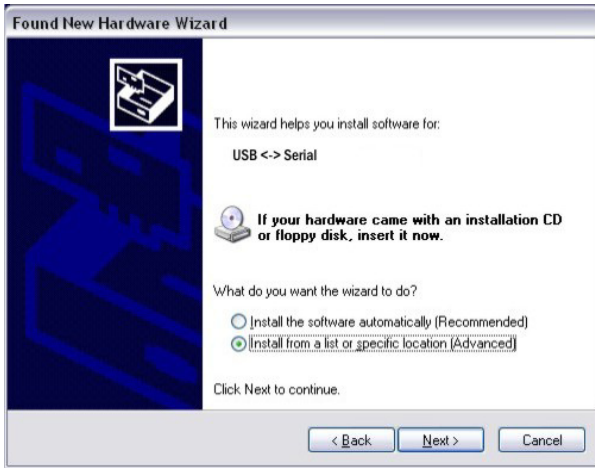 Found New Hardware Wizard
This wizard helps you install software for:
USB <-> Serial
If your hardware came with an installation CD
or floppy disk, insert it now.
What do you want the wizard to do?
Install the software automatically (Recommended)
Install from a list or specific location (Advanced)
Click Next to continue.
< Back Next > Cancel